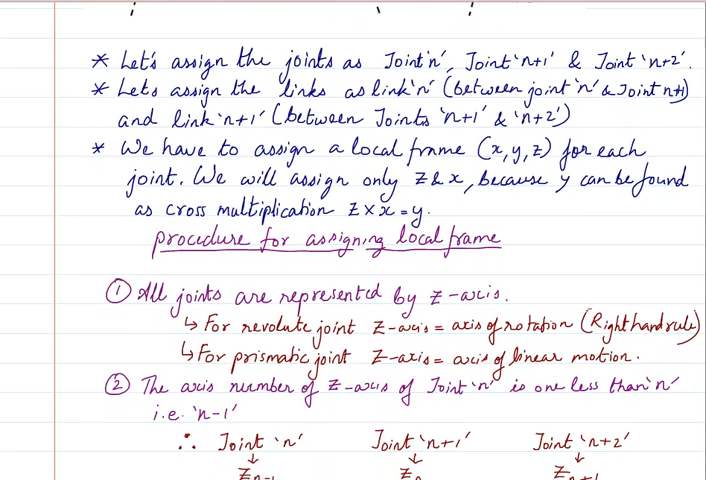 * Let's assign the joints as Joint 'n', Joint 'n+1' & Joint 'n+2'.
* Lets assign the links as link 'n' (between joint 'n' & Joint n+1)
and link 'n+1' (between Joints 'n+1' & 'n+2')
* We have to assign a local frame (x, y, z) for each
joint. We will assign only Z & x, because y can be found
as cross multiplication Z × x = y.
procedure for assigning local frame
① All joints are represented by Z-axis.
↳ For revolute joint Z-axis = axis of rotation (Right hand rule)
↳ For prismatic joint Z-axis = axis of linear motion.
② The axis number of Z-axis of Joint 'n' is one less than 'n'
i.e. 'n-1'
∴ Joint 'n' Joint 'n+1' Joint 'n+2'
↓ ↓ ↓
Zn-1 Zn Zn+1